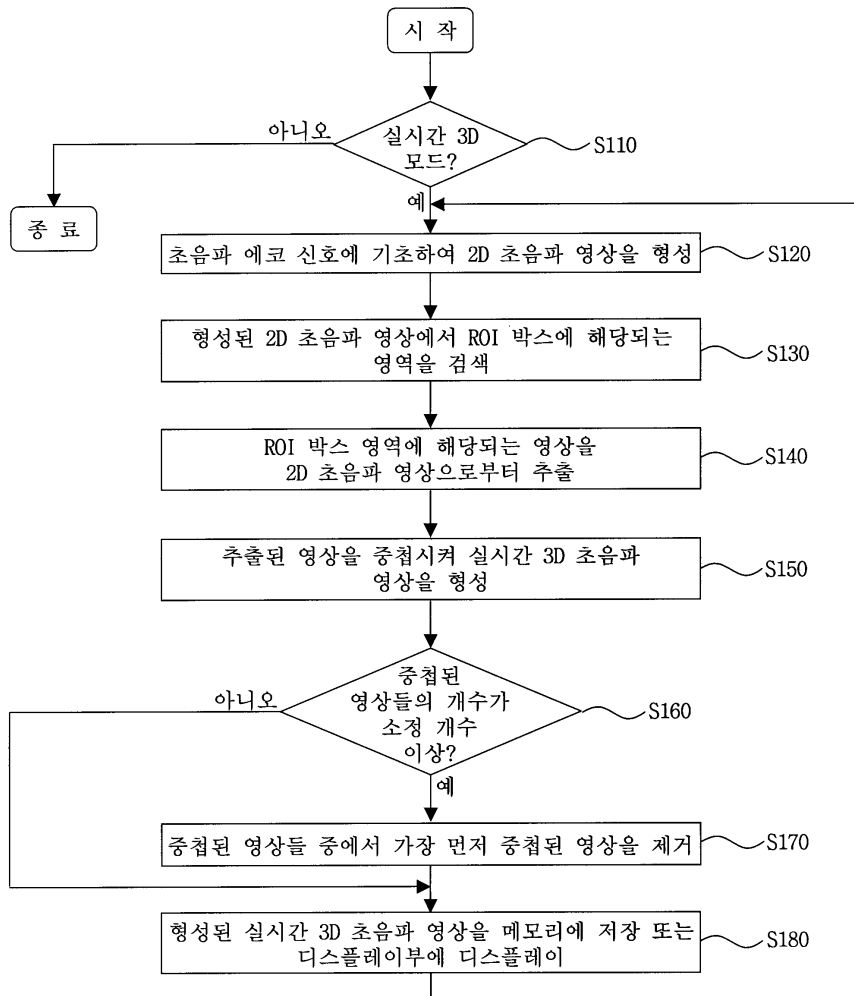 시 작
실시간 3D
모드?
S110
아니오
예
종 료
초음파 에코 신호에 기초하여 2D 초음파 영상을 형성
S120
형성된 2D 초음파 영상에서 ROI 박스에 해당되는
영역을 검색
S130
ROI 박스 영역에 해당되는 영상을
2D 초음파 영상으로부터 추출
S140
추출된 영상을 중첩시켜 실시간 3D 초음파
영상을 형성
S150
중첩된
영상들의 개수가
소정 개수
이상?
S160
아니오
예
중첩된 영상들 중에서 가장 먼저 중첩된 영상을 제거
S170
형성된 실시간 3D 초음파 영상을 메모리에 저장 또는
디스플레이부에 디스플레이
S180